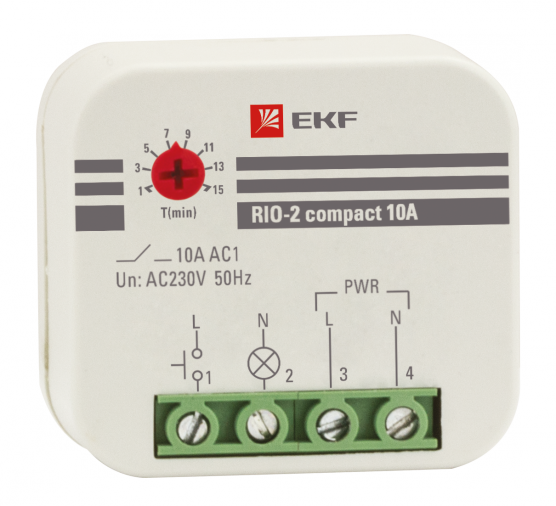 EKF
7 9
5 11
3 13
1 15
T(min)
RIO-2 compact 10A
10A AC1
Un: AC230V 50Hz
PWR
L N L N
1 2 3 4